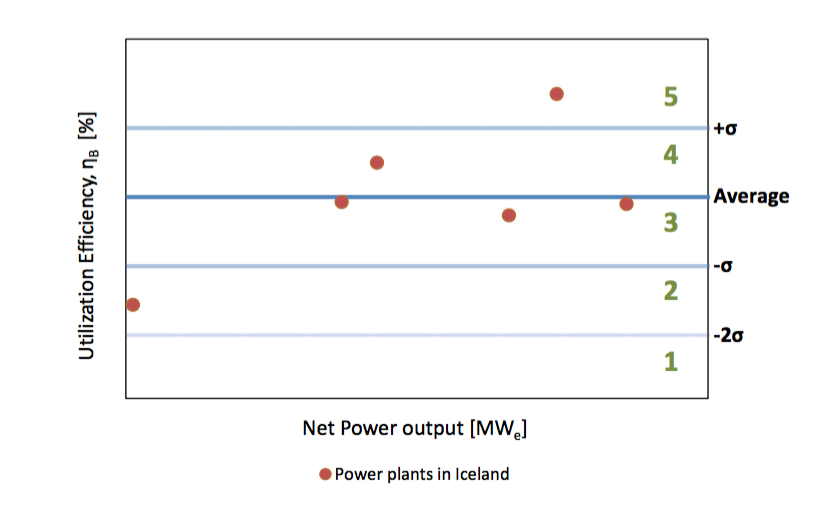 Utilization Efficiency, ηB [%]
5
+σ
4
Average
3
-σ
2
-2σ
1
Net Power output [MWe]
Power plants in Iceland